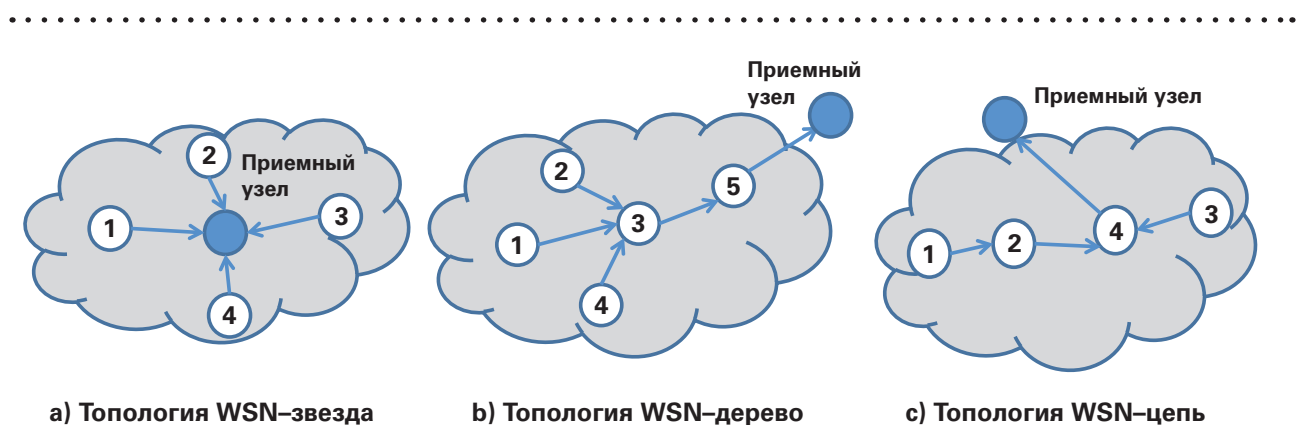 Приемный
узел
2
Приемный
узел
1
3
4
2
1
3
5
4
Приемный узел
1
2
4
3
a) Топология WSN–звезда
b) Топология WSN–дерево
c) Топология WSN–цепь